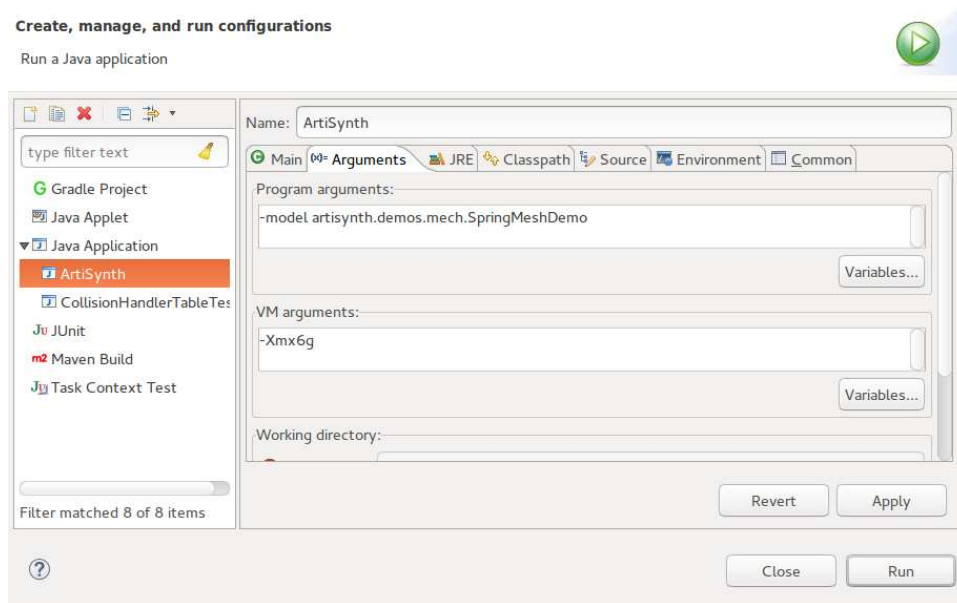 Create, manage, and run configurations
Run a Java application
Name: ArtiSynth
type filter text
Main (x)= Arguments JRE Classpath Source Environment Common
G Gradle Project
Java Applet
Java Application
ArtiSynth
CollisionHandlerTableTes
Ju JUnit
m2 Maven Build
Ju Task Context Test
Filter matched 8 of 8 items
Program arguments:
-model artisynth.demos.mech.SpringMeshDemo
Variables...
VM arguments:
-Xmx6g
Variables...
Working directory:
Revert Apply
? Close Run